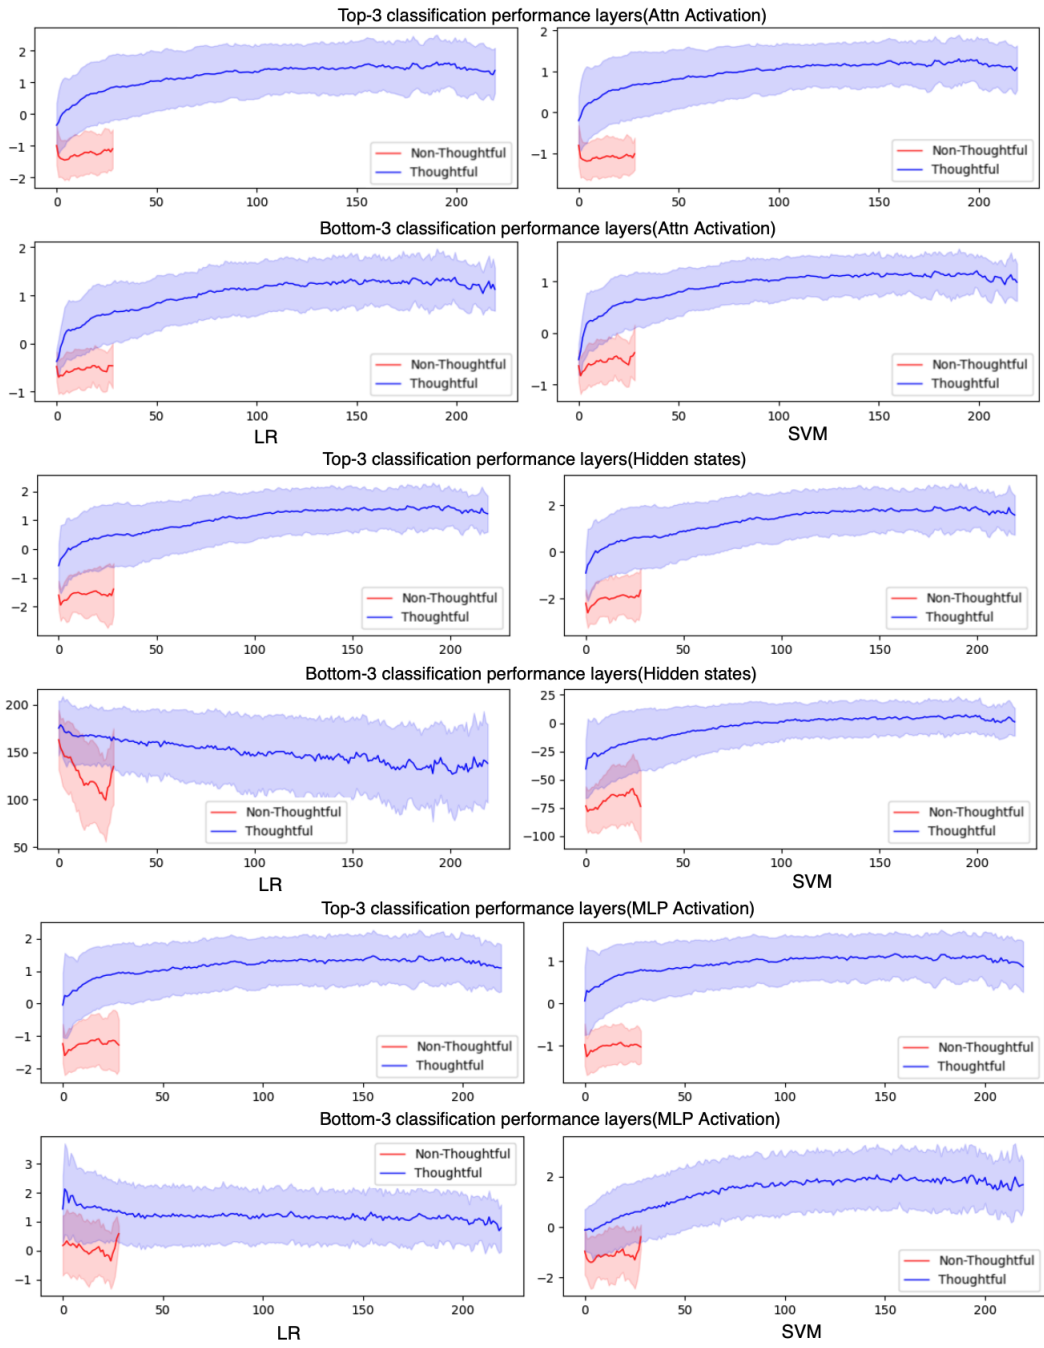 Top-3 classification performance layers(Attn Activation)
2
1
0
−1
−2
0 50 100 150 200
Non-Thoughtful
Thoughtful
2
1
0
−1
0 50 100 150 200
Non-Thoughtful
Thoughtful
Bottom-3 classification performance layers(Attn Activation)
2
1
0
−1
0 50 100 150 200
Non-Thoughtful
Thoughtful
1
0
−1
0 50 100 150 200
Non-Thoughtful
Thoughtful
LR
SVM
Top-3 classification performance layers(Hidden states)
2
1
0
−1
−2
0 50 100 150 200
Non-Thoughtful
Thoughtful
2
0
−2
0 50 100 150 200
Non-Thoughtful
Thoughtful
Bottom-3 classification performance layers(Hidden states)
200
150
100
50
0 50 100 150 200
Non-Thoughtful
Thoughtful
25
0
−25
−50
−75
−100
0 50 100 150 200
Non-Thoughtful
Thoughtful
LR
SVM
Top-3 classification performance layers(MLP Activation)
2
1
0
−1
−2
0 50 100 150 200
Non-Thoughtful
Thoughtful
1
0
−1
0 50 100 150 200
Non-Thoughtful
Thoughtful
Bottom-3 classification performance layers(MLP Activation)
3
2
1
0
−1
0 50 100 150 200
Non-Thoughtful
Thoughtful
2
0
−2
0 50 100 150 200
Non-Thoughtful
Thoughtful
LR
SVM